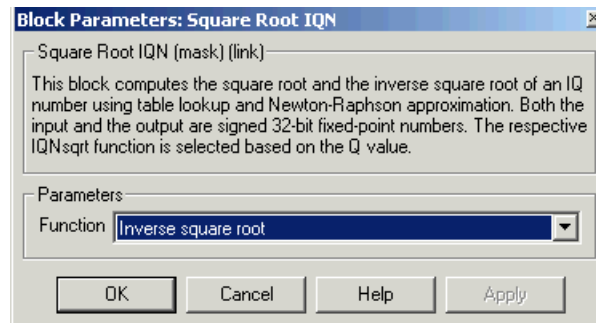 Block Parameters: Square Root IQN
Square Root IQN (mask) (link)
This block computes the square root and the inverse square root of an IQ
number using table lookup and Newton-Raphson approximation. Both the
input and the output are signed 32-bit fixed-point numbers. The respective
IQNsqrt function is selected based on the Q value.
Parameters
Function Inverse square root
OK Cancel Help Apply